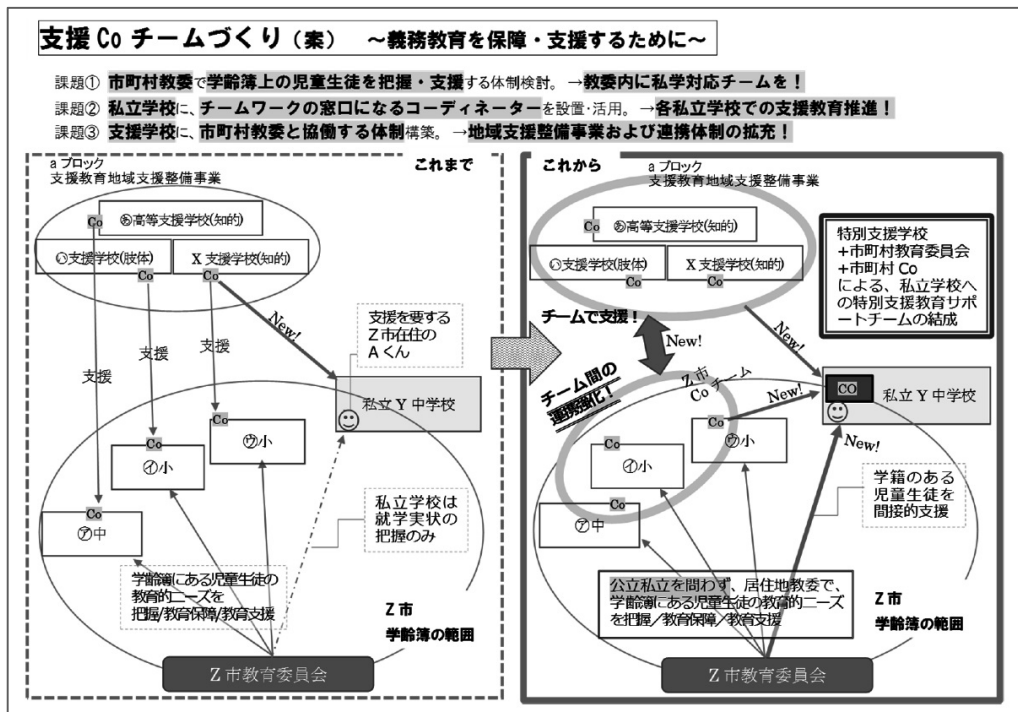 支援 Co チームづくり（案）　～義務教育を保障・支援するために～
課題① 市町村教委で学齢簿上の児童生徒を把握・支援する体制検討。→教委内に私学対応チームを！
課題② 私立学校に、チームワークの窓口になるコーディネーターを設置・活用。→各私立学校での支援教育推進！
課題③ 支援学校に、市町村教委と協働する体制構築。→地域支援整備事業および連携体制の拡充！
これまで
a ブロック
支援教育地域支援整備事業
Co
㋐高等支援学校(知的)
㋑支援学校(肢体)
X 支援学校(知的)
Co
Co
New!
支援
支援
支援
支援を要する
Z 市在住の
A くん
私立 Y 中学校
Co
㋒小
Co
㋑小
Co
㋐中
私立学校は
就学実状の
把握のみ
学齢簿にある児童生徒の
教育的ニーズを
把握/教育保障/教育支援
Z 市
学齢簿の範囲
Z 市教育委員会
これから
a ブロック
支援教育地域支援整備事業
Co
㋐高等支援学校(知的)
㋑支援学校(肢体)
X 支援学校(知的)
Co
Co
特別支援学校
+市町村教育委員会
+市町村 Co
による、私立学校へ
の特別支援教育サポ
ートチームの結成
チームで支援！
New!
New!
チーム間の
連携強化！
Z 市
Co チーム
New!
CO
私立 Y 中学校
New!
Co
㋒小
Co
㋑小
Co
㋐中
学籍のある
児童生徒を
間接的支援
公立私立を問わず、居住地教委で、
学齢簿にある児童生徒の教育的ニーズ
を把握／教育保障／教育支援
Z 市
学齢簿の範囲
Z 市教育委員会